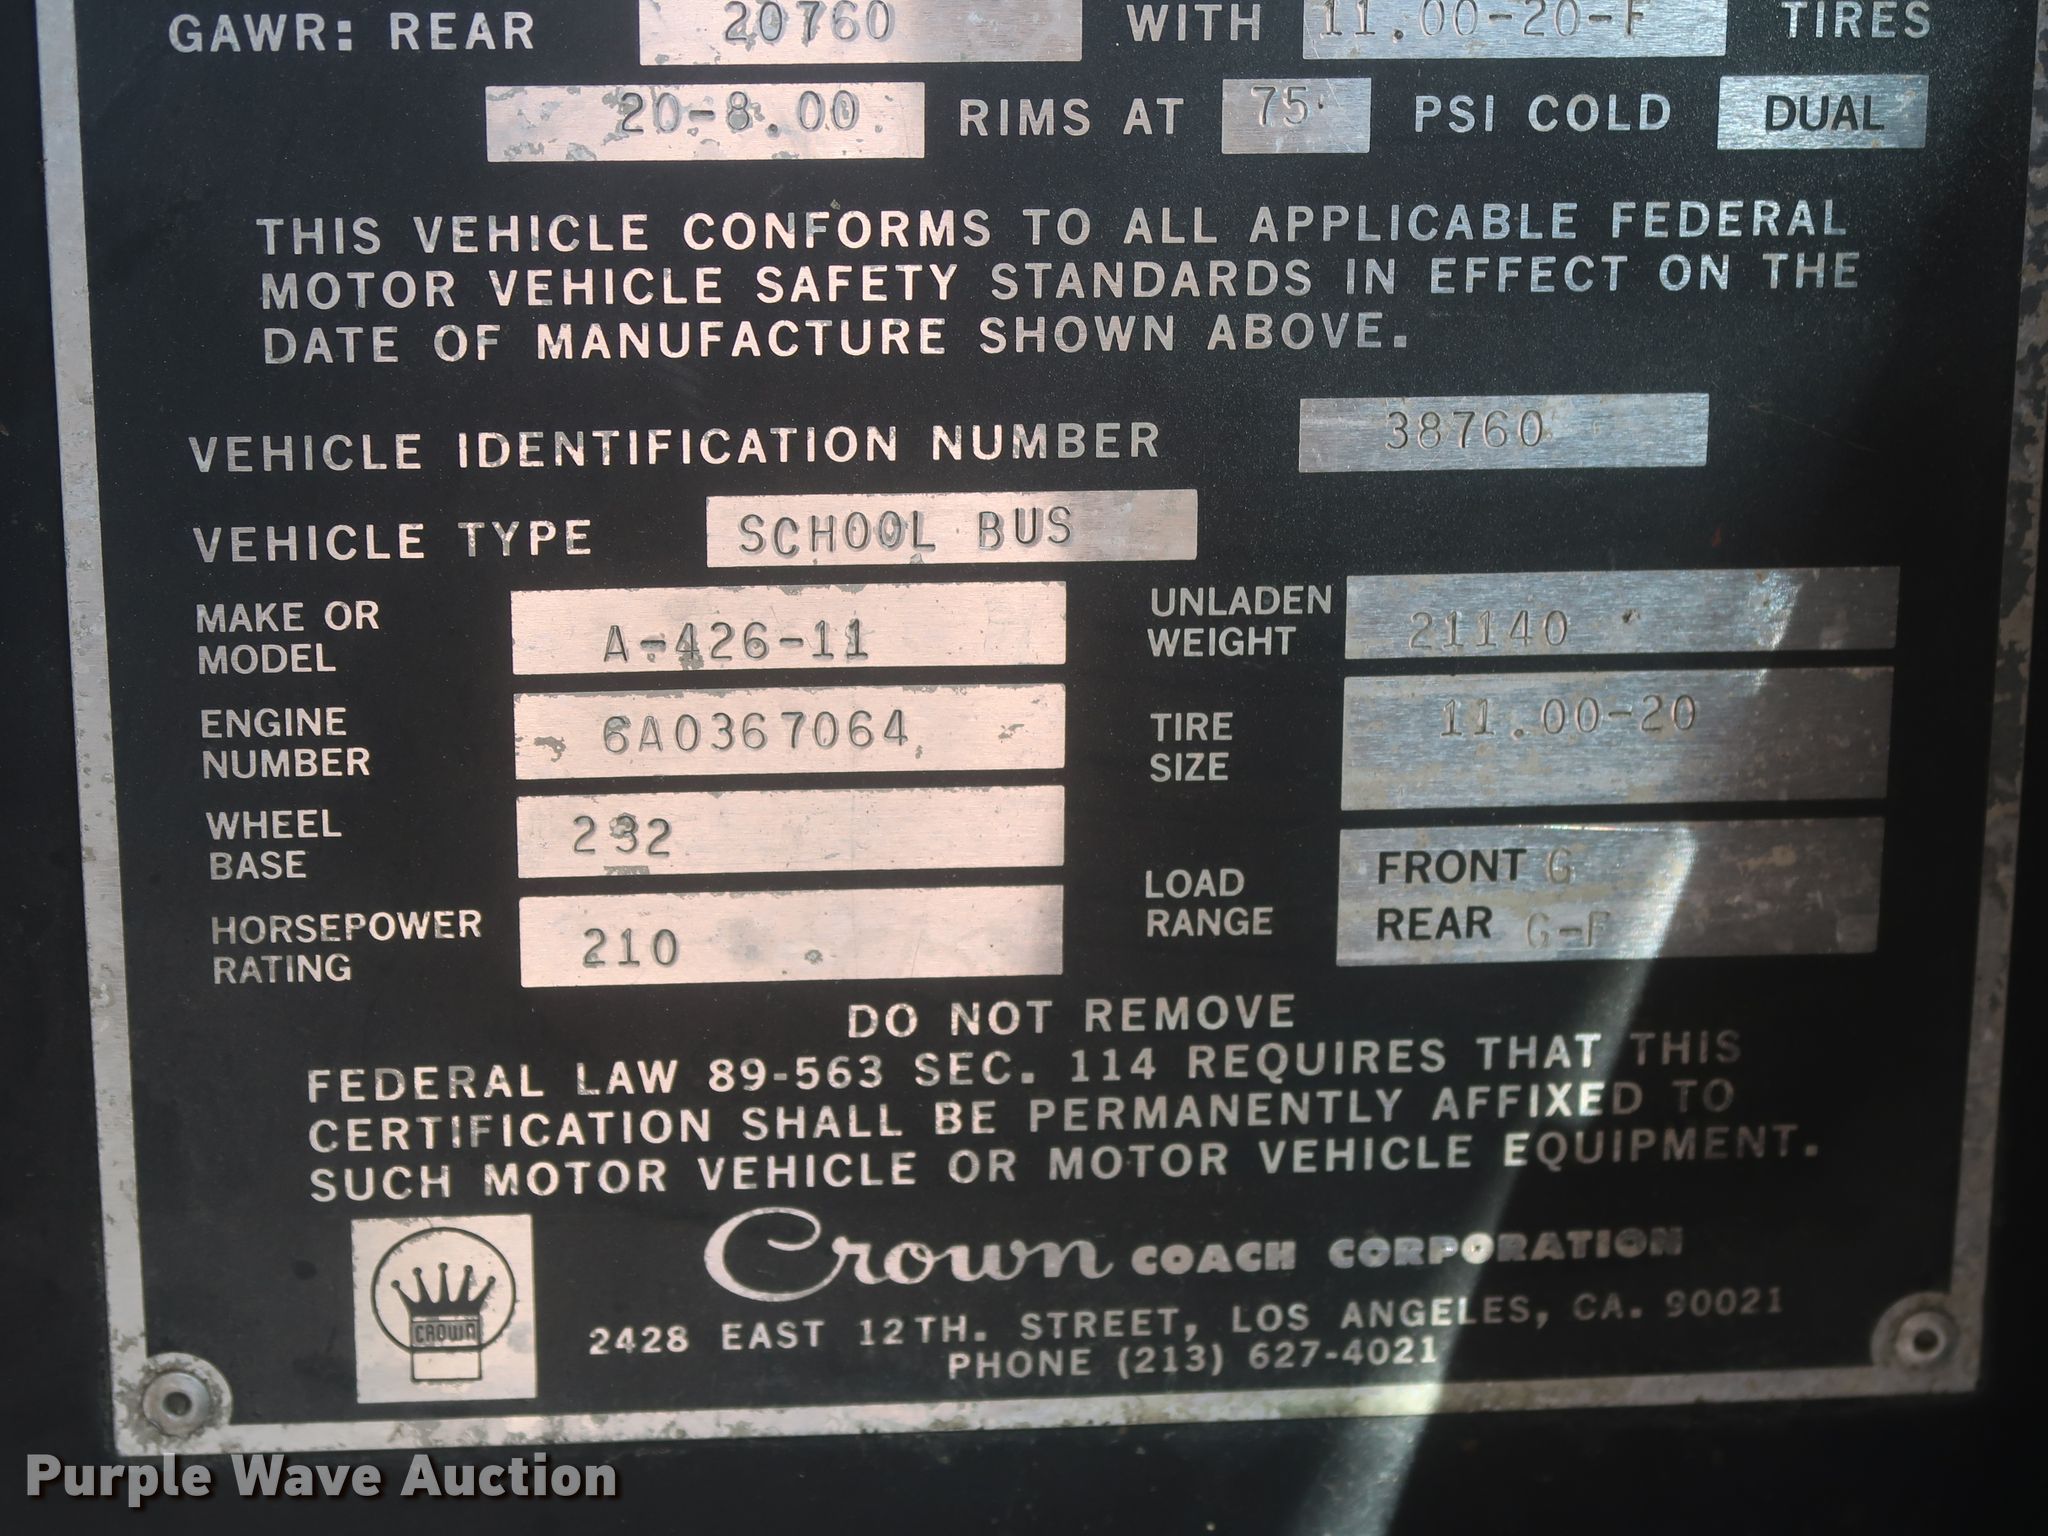 GAWR: REAR 20760 WITH 11.00-20-F TIRES
20-8.00 RIMS AT 75 PSI COLD DUAL
THIS VEHICLE CONFORMS TO ALL APPLICABLE FEDERAL
MOTOR VEHICLE SAFETY STANDARDS IN EFFECT ON THE
DATE OF MANUFACTURE SHOWN ABOVE.
VEHICLE IDENTIFICATION NUMBER 38760
VEHICLE TYPE SCHOOL BUS
MAKE OR MODEL A-426-11
UNLADEN WEIGHT 21140
ENGINE NUMBER 6A0367064
TIRE SIZE 11.00-20
WHEEL BASE 232
LOAD RANGE FRONT G
REAR G-F
HORSEPOWER RATING 210
DO NOT REMOVE
FEDERAL LAW 89-563 SEC. 114 REQUIRES THAT THIS
CERTIFICATION SHALL BE PERMANENTLY AFFIXED TO
SUCH MOTOR VEHICLE OR MOTOR VEHICLE EQUIPMENT.
CROWN
Crown COACH CORPORATION
2428 EAST 12TH. STREET, LOS ANGELES, CA. 90021
PHONE (213) 627-4021
Purple Wave Auction